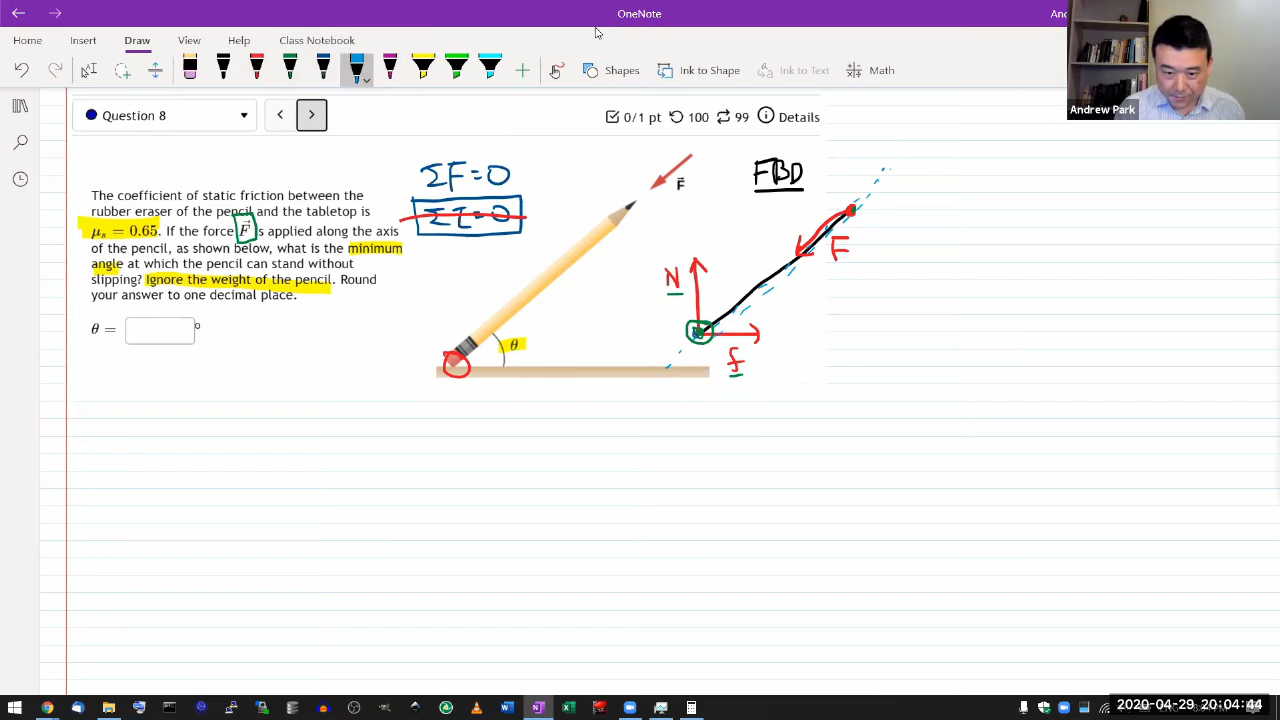 OneNote
Home
Insert
Draw
View
Help
Class Notebook
Shapes
Ink to Shape
Ink to Text
Math
Andrew Park
Question 8
0/1 pt
100
99
Details
The coefficient of static friction between the
rubber eraser of the pencil and the tabletop is
μs = 0.65. If the force F⃗ is applied along the axis
of the pencil, as shown below, what is the minimum
angle at which the pencil can stand without
slipping? Ignore the weight of the pencil. Round
your answer to one decimal place.
θ =
°
ΣF=0
Στ=0
F⃗
θ
FBD
F
N
f
2020-04-29 20:04:44